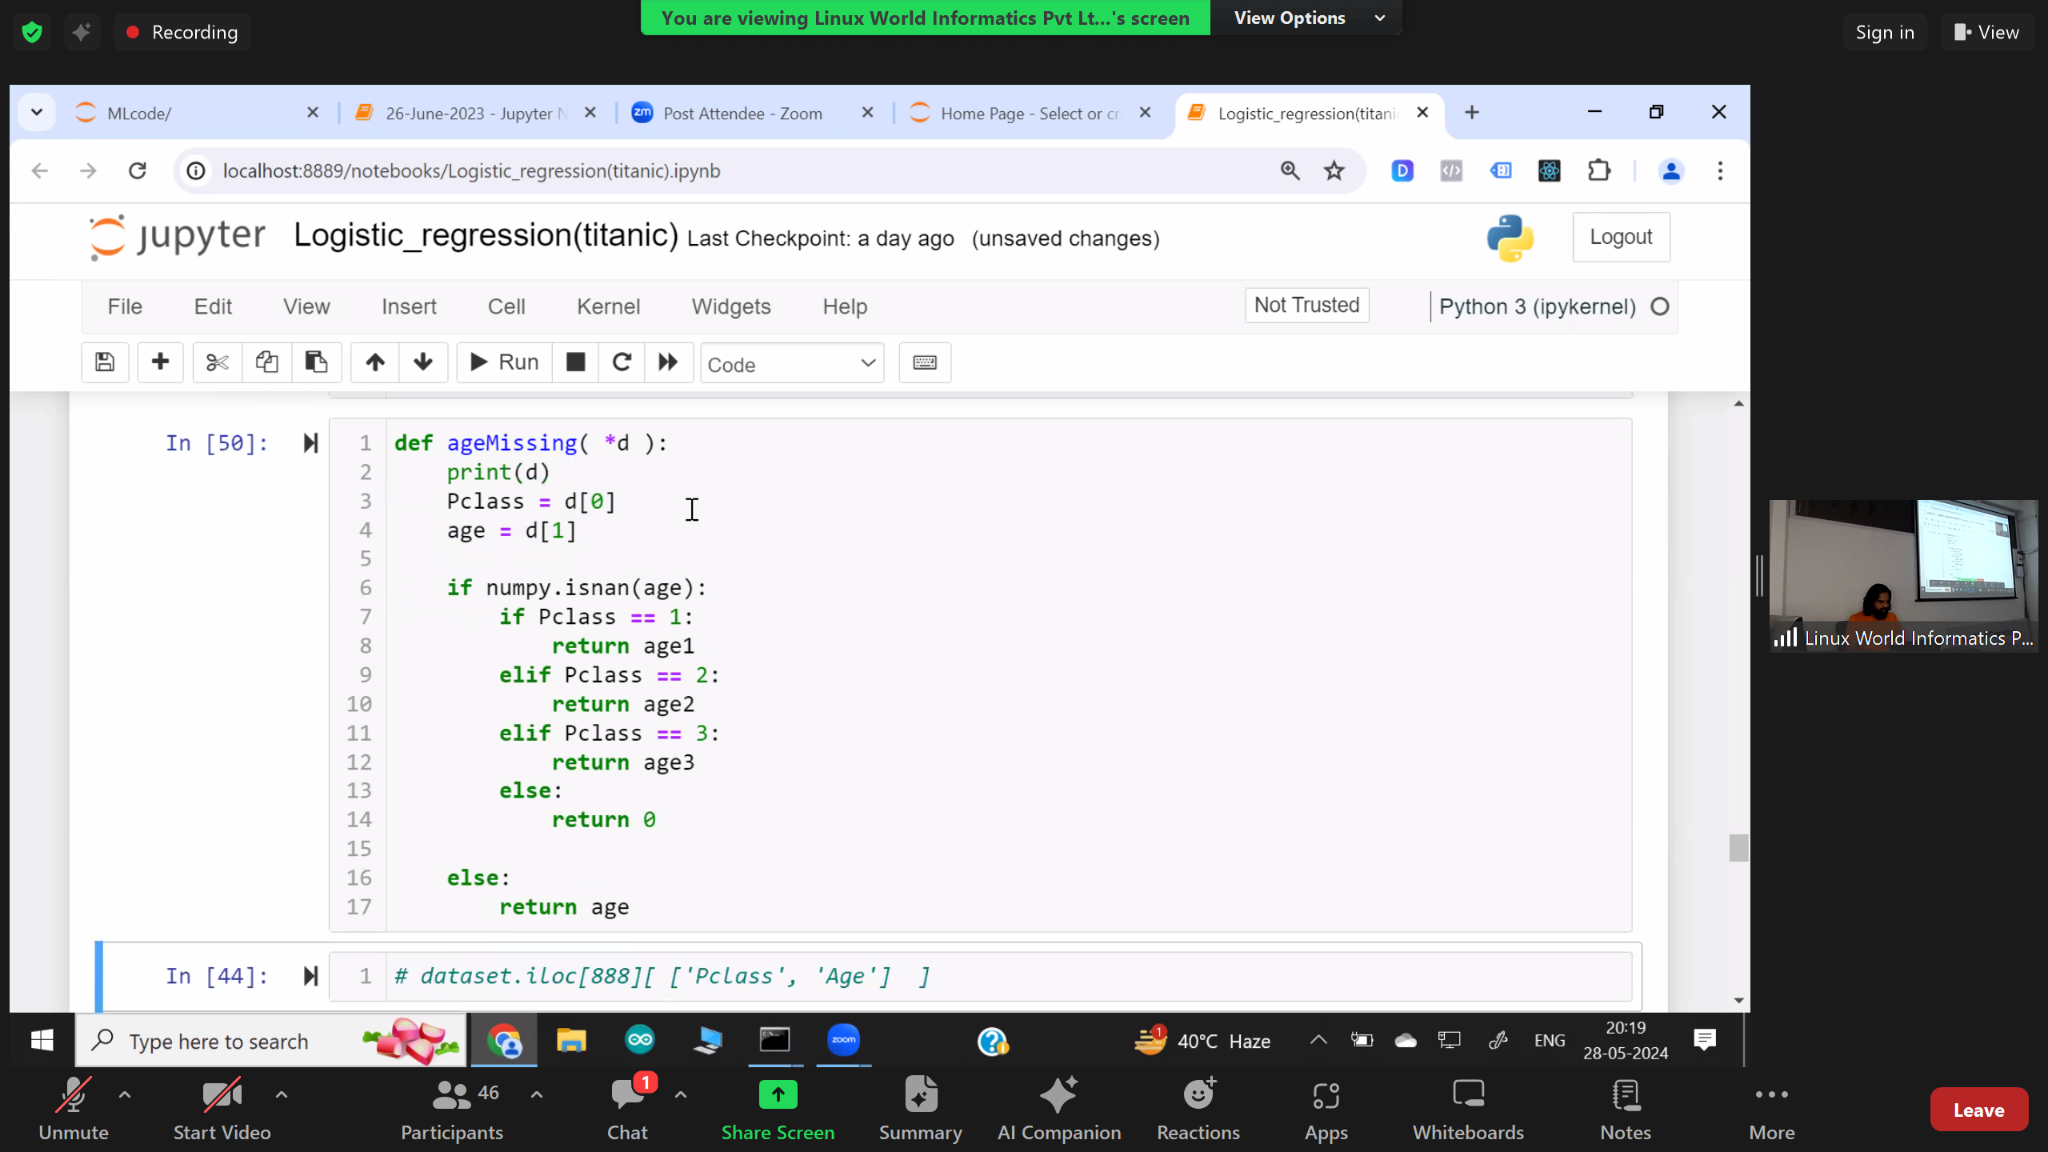 Recording
You are viewing Linux World Informatics Pvt Lt...'s screen
View Options
Sign in
View
MLcode/
26-June-2023 - Jupyter N
Post Attendee - Zoom
Home Page - Select or cr
Logistic_regression(titani
localhost:8889/notebooks/Logistic_regression(titanic).ipynb
jupyter
Logistic_regression(titanic) Last Checkpoint: a day ago (unsaved changes)
Logout
File Edit View Insert Cell Kernel Widgets Help
Not Trusted
Python 3 (ipykernel)
Run
Code
In [50]:
1 def ageMissing( *d ):
2     print(d)
3     Pclass = d[0]
4     age = d[1]
5
6     if numpy.isnan(age):
7         if Pclass == 1:
8             return age1
9         elif Pclass == 2:
10             return age2
11         elif Pclass == 3:
12             return age3
13         else:
14             return 0
15
16     else:
17         return age
In [44]:
1 # dataset.iloc[888][ ['Pclass', 'Age']  ]
Linux World Informatics P...
Type here to search
zoom
1
40°C Haze
ENG
20:19
28-05-2024
Unmute
Start Video
46
Participants
1
Chat
Share Screen
Summary
AI Companion
Reactions
Apps
Whiteboards
Notes
More
Leave